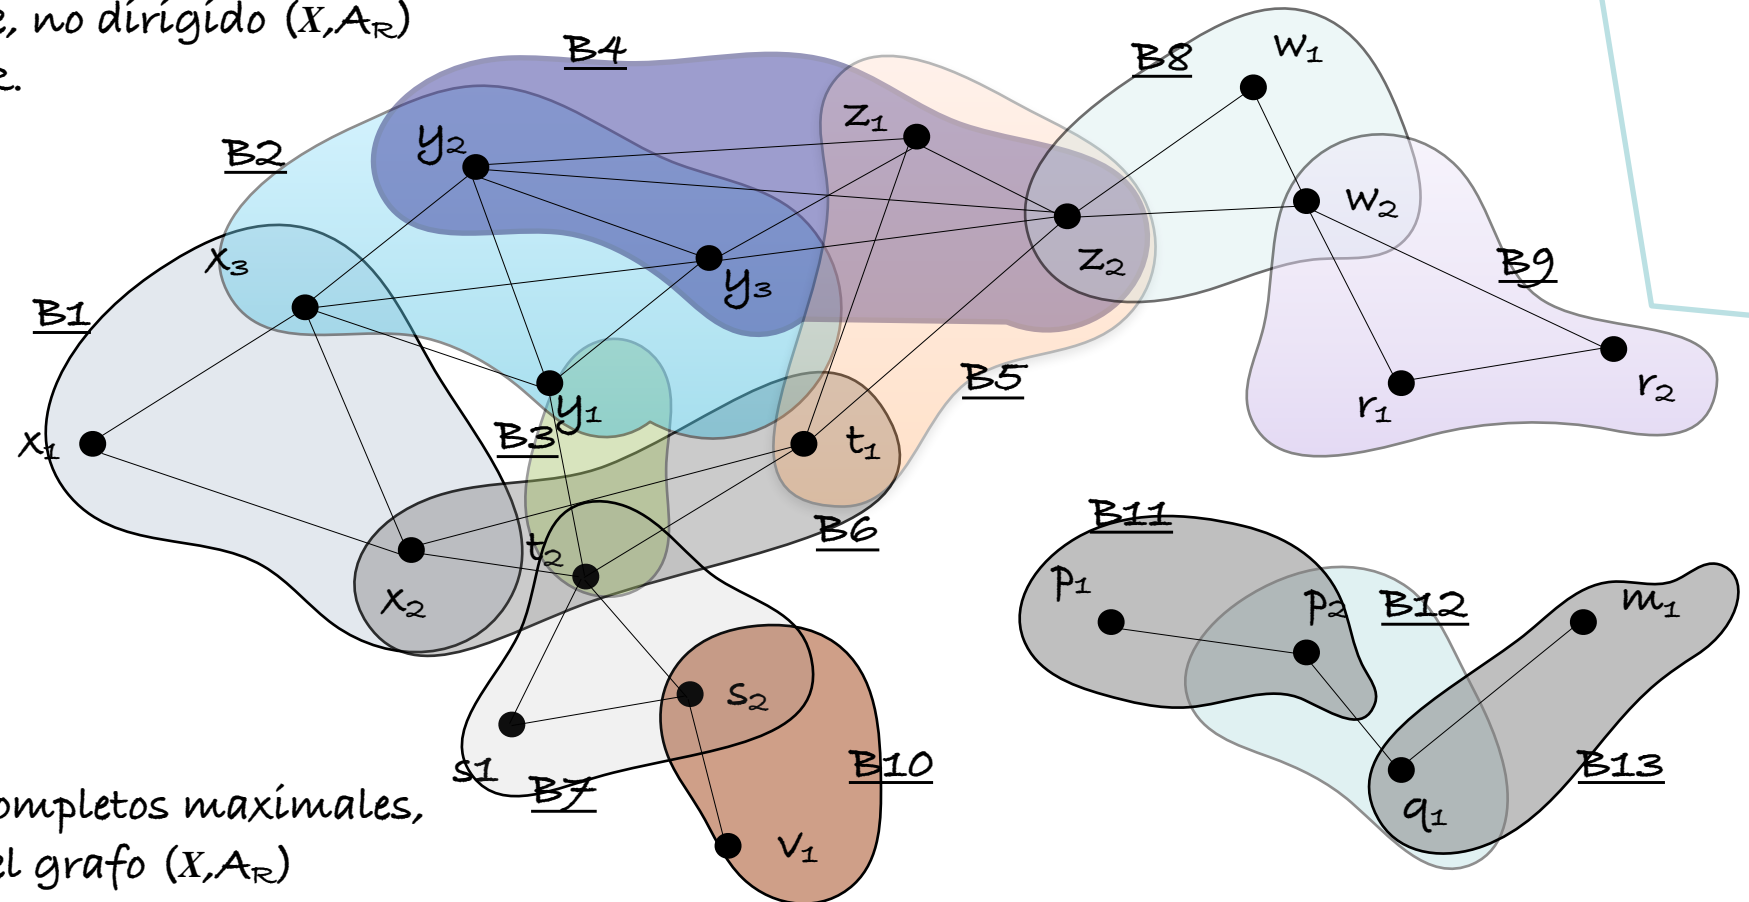 , no dirigido (X,A_R)
B4
B8
w₁
z₁
y₂
B2
w₂
x₃
z₂
B9
y₃
B1
B5
y₁
r₁
r₂
x₁
B3
t₁
B11
B6
t₂
p₁
x₂
p₂
B12
m₁
s₂
s1
B7
B10
B13
q₁
ompletos maximales,
v₁
el grafo (X,A_R)